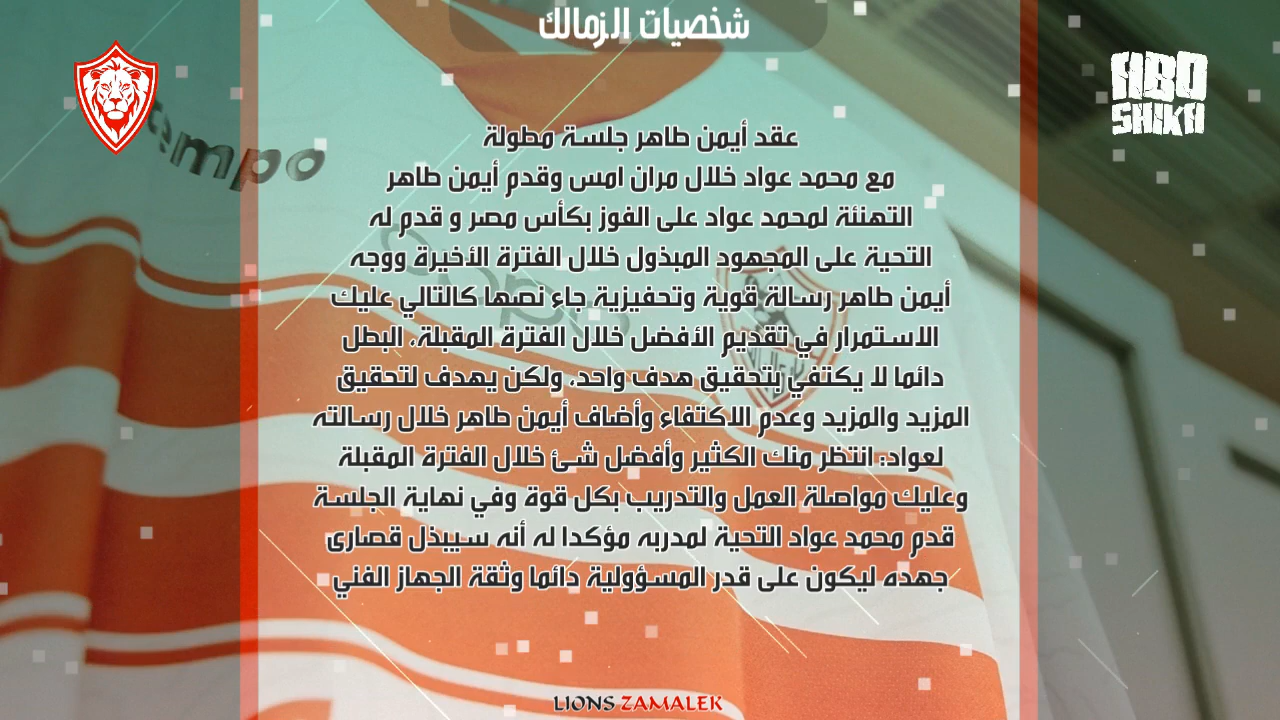 شخصيات الزمالك
ABO
SHIKA
empo
عقد أيمن طاهر جلسة مطولة
مع محمد عواد خلال مران امس وقدم أيمن طاهر
التهنئة لمحمد عواد على الفوز بكأس مصر و قدم له
التحية على المجهود المبذول خلال الفترة الأخيرة ووجه
أيمن طاهر رسالة قوية وتحفيزية جاء نصها كالتالي عليك
الاستمرار في تقديم الأفضل خلال الفترة المقبلة، البطل
دائما لا يكتفي بتحقيق هدف واحد، ولكن يهدف لتحقيق
المزيد والمزيد وعدم الاكتفاء وأضاف أيمن طاهر خلال رسالته
لعواد: انتظر منك الكثير وأفضل شئ خلال الفترة المقبلة
وعليك مواصلة العمل والتدريب بكل قوة وفي نهاية الجلسة
قدم محمد عواد التحية لمدربه مؤكدا له أنه سيبذل قصارى
جهده ليكون على قدر المسؤولية دائما وثقة الجهاز الفني
LIONS ZAMALEK